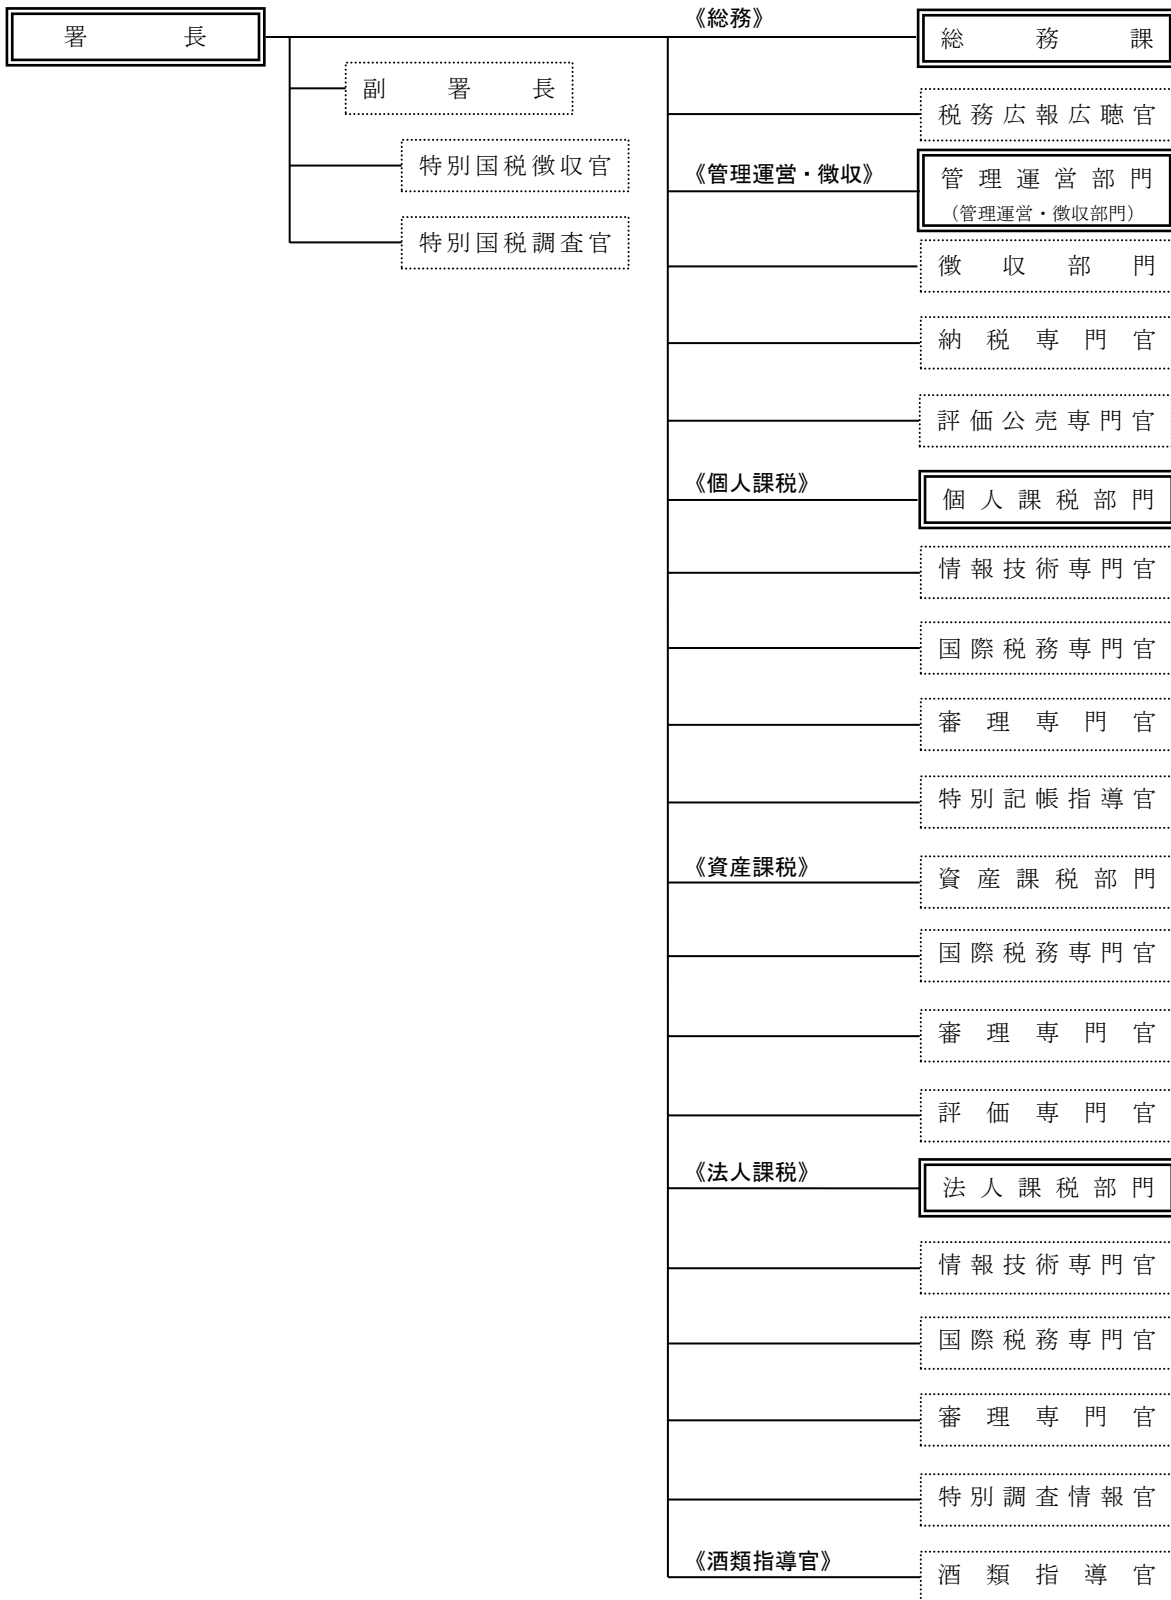 署長
副署長
特別国税徴収官
特別国税調査官
《総務》
総務課
税務広報広聴官
《管理運営・徴収》
管理運営部門
(管理運営・徴収部門)
徴収部門
納税専門官
評価公売専門官
《個人課税》
個人課税部門
情報技術専門官
国際税務専門官
審理専門官
特別記帳指導官
《資産課税》
資産課税部門
国際税務専門官
審理専門官
評価専門官
《法人課税》
法人課税部門
情報技術専門官
国際税務専門官
審理専門官
特別調査情報官
《酒類指導官》
酒類指導官